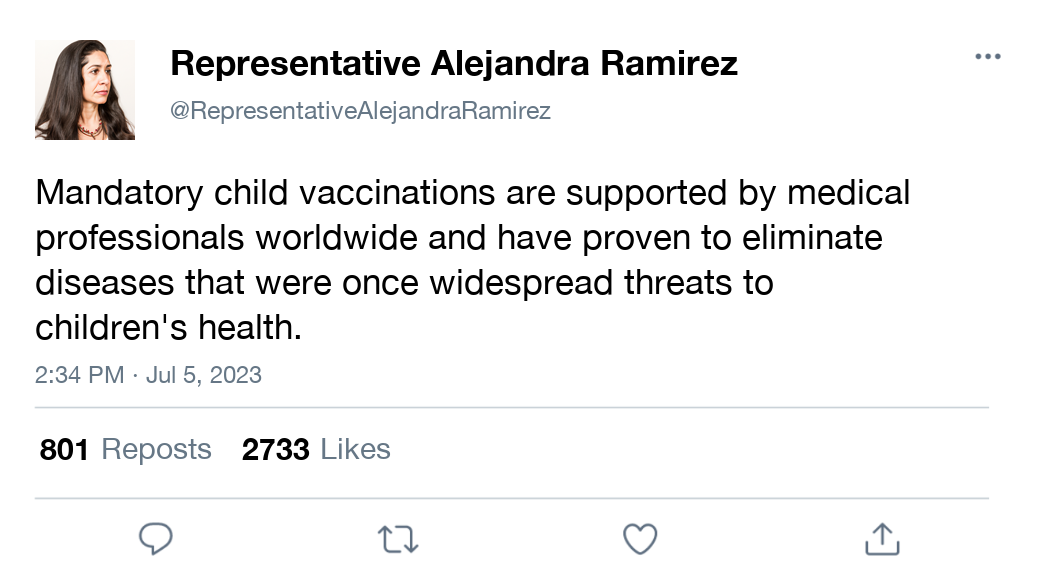 Representative Alejandra Ramirez
@RepresentativeAlejandraRamirez
Mandatory child vaccinations are supported by medical
professionals worldwide and have proven to eliminate
diseases that were once widespread threats to
children's health.
2:34 PM · Jul 5, 2023
801 Reposts 2733 Likes